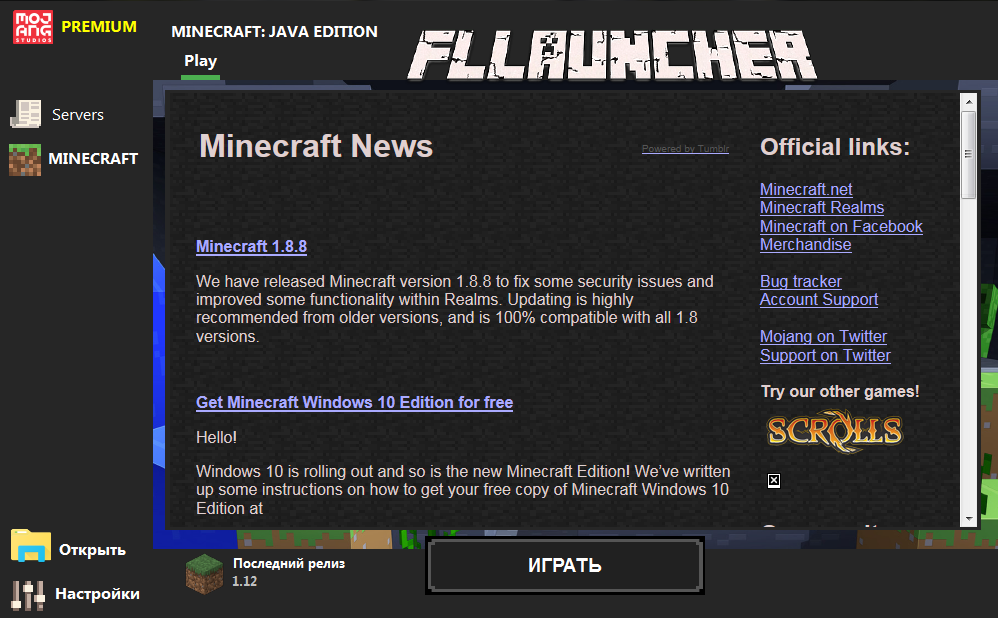 MOJ
ANG
STUDIOS
PREMIUM
MINECRAFT: JAVA EDITION
Play
FLLAUNCHER
Servers
MINECRAFT
Minecraft News
Powered by Tumblr
Minecraft 1.8.8
We have released Minecraft version 1.8.8 to fix some security issues and
improved some functionality within Realms. Updating is highly
recommended from older versions, and is 100% compatible with all 1.8
versions.
Get Minecraft Windows 10 Edition for free
Hello!
Windows 10 is rolling out and so is the new Minecraft Edition! We've written
up some instructions on how to get your free copy of Minecraft Windows 10
Edition at
Official links:
Minecraft.net
Minecraft Realms
Minecraft on Facebook
Merchandise
Bug tracker
Account Support
Mojang on Twitter
Support on Twitter
Try our other games!
SCROLLS
Открыть
Настройки
Последний релиз
1.12
ИГРАТЬ